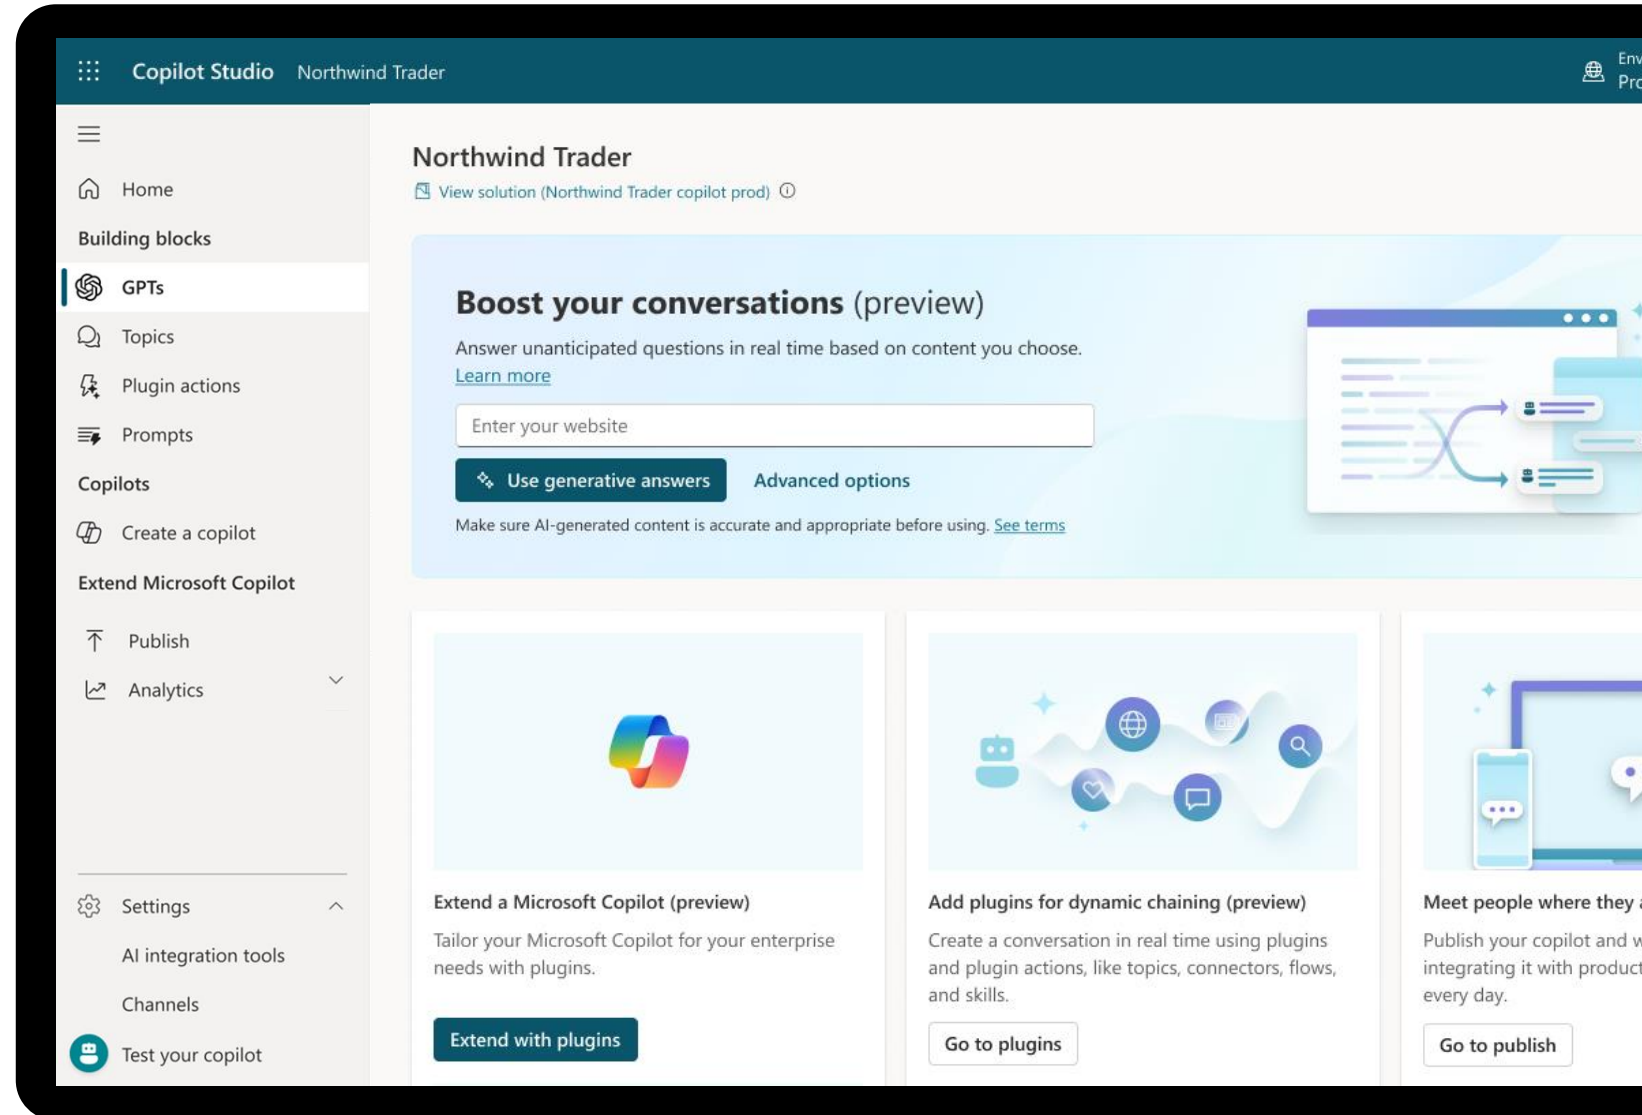 Copilot Studio Northwind Trader
Env
Pro
Home
Building blocks
GPTs
Topics
Plugin actions
Prompts
Copilots
Create a copilot
Extend Microsoft Copilot
Publish
Analytics
Settings
AI integration tools
Channels
Test your copilot
Northwind Trader
View solution (Northwind Trader copilot prod)
Boost your conversations (preview)
Answer unanticipated questions in real time based on content you choose.
Learn more
Enter your website
Use generative answers Advanced options
Make sure AI-generated content is accurate and appropriate before using. See terms
Extend a Microsoft Copilot (preview)
Tailor your Microsoft Copilot for your enterprise
needs with plugins.
Extend with plugins
Add plugins for dynamic chaining (preview)
Create a conversation in real time using plugins
and plugin actions, like topics, connectors, flows,
and skills.
Go to plugins
Meet people where they a
Publish your copilot and w
integrating it with product
every day.
Go to publish